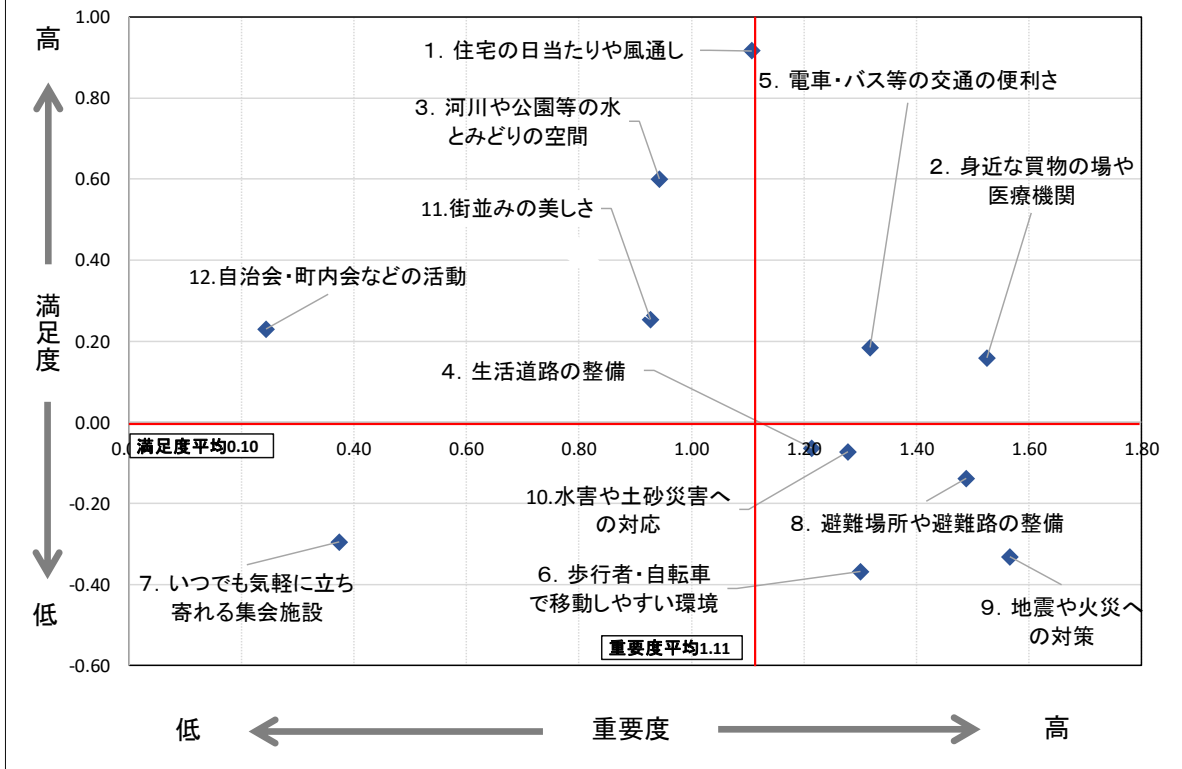 1.00
高
1．住宅の日当たりや風通し
5．電車・バス等の交通の便利さ
0.80
3．河川や公園等の水
とみどりの空間
2．身近な買物の場や
医療機関
0.60
11.街並みの美しさ
0.40
12.自治会・町内会などの活動
満足度
0.20
4．生活道路の整備
0.00
満足度平均0.10
0.40
0.60
0.80
1.00
1.20
1.40
1.60
1.80
-0.20
10.水害や土砂災害へ
の対応
8．避難場所や避難路の整備
-0.40
7．いつでも気軽に立ち
寄れる集会施設
6．歩行者・自転車
で移動しやすい環境
9．地震や火災へ
の対策
低
重要度平均1.11
-0.60
低
重要度
高